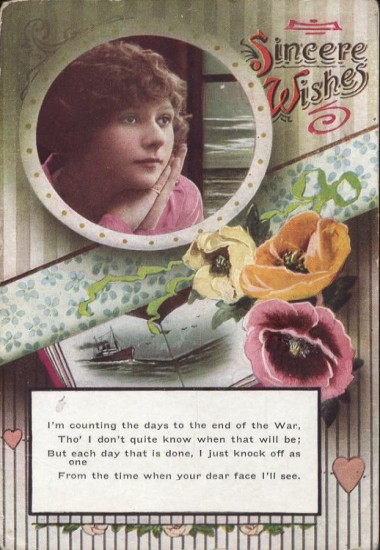 Sincere
Wishes
I'm counting the days to the end of the War,
Tho' I don't quite know when that will be;
But each day that is done, I just knock off as
one
From the time when your dear face I'll see.